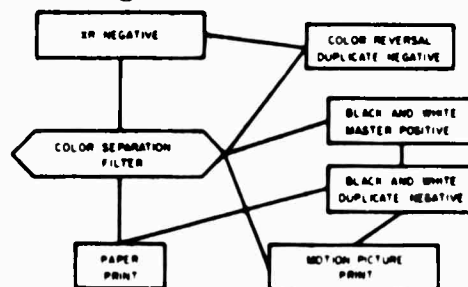 XR NEGATIVE
COLOR REVERSAL
DUPLICATE NEGATIVE
BLACK AND WHITE
MASTER POSITIVE
COLOR SEPARATION
FILTER
BLACK AND WHITE
DUPLICATE NEGATIVE
PAPER
PRINT
MOTION PICTURE
PRINT